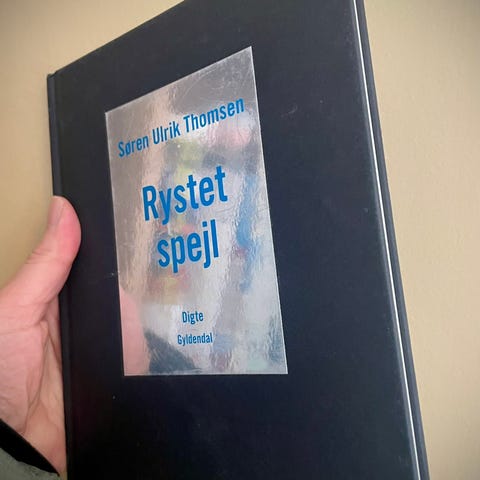 Søren Ulrik Thomsen
Rystet
spejl
Digte
Gyldendal